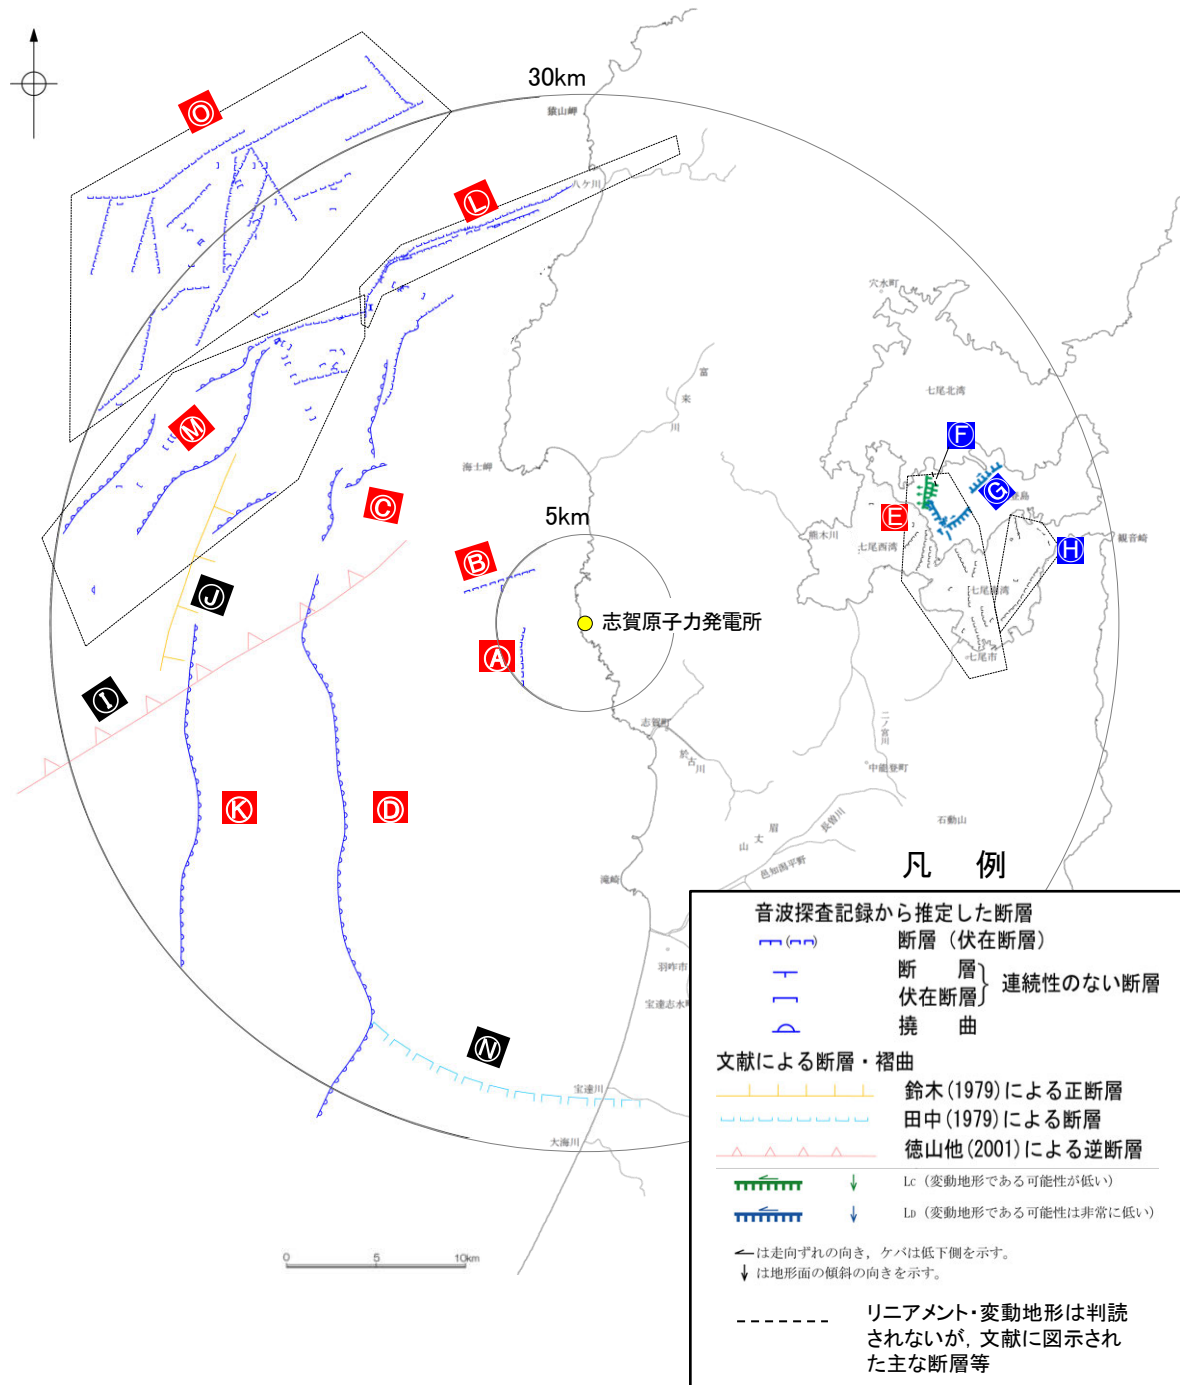 30km
猿山岬
Ⓞ
八ケ川
Ⓛ
穴水町
富
来
川
七尾北湾
Ⓜ
Ⓕ
海士岬
Ⓖ
Ⓒ
登島
5km
Ⓔ
熊木川
七尾西湾
Ⓗ
観音崎
Ⓑ
Ⓙ
七尾南湾
志賀原子力発電所
Ⓐ
七尾市
Ⓘ
志賀町
二ノ宮川
於古川
中能登町
Ⓚ
Ⓓ
石動山
眉丈山
長曽川
邑知潟平野
滝崎
羽咋市
宝達志水町
Ⓝ
宝達川
大海川
0 5 10km
凡 例
音波探査記録から推定した断層
断層（伏在断層）
断 層
伏在断層
連続性のない断層
撓 曲
文献による断層・褶曲
鈴木(1979)による正断層
田中(1979)による断層
徳山他(2001)による逆断層
LC（変動地形である可能性が低い）
LD（変動地形である可能性は非常に低い）
は走向ずれの向き，ケバは低下側を示す。
は地形面の傾斜の向きを示す。
リニアメント・変動地形は判読
されないが，文献に図示され
た主な断層等